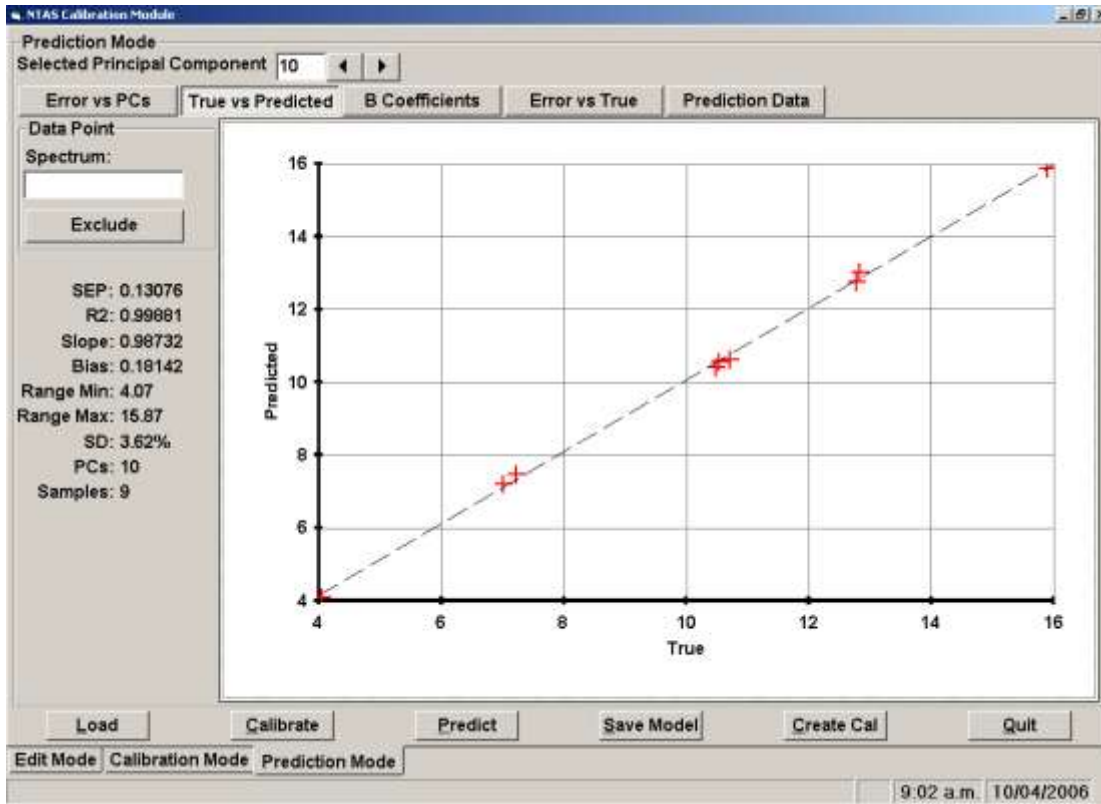 NTAS Calibration Module
Prediction Mode
Selected Principal Component 10
Error vs PCs True vs Predicted B Coefficients Error vs True Prediction Data
Data Point
Spectrum:
Exclude
SEP: 0.13076
R2: 0.99881
Slope: 0.98732
Bias: 0.18142
Range Min: 4.07
Range Max: 15.87
SD: 3.62%
PCs: 10
Samples: 9
16
14
12
10
8
6
4
Predicted
4 6 8 10 12 14 16
True
Load Calibrate Predict Save Model Create Cal Quit
Edit Mode Calibration Mode Prediction Mode
9:02 a.m. 10/04/2006